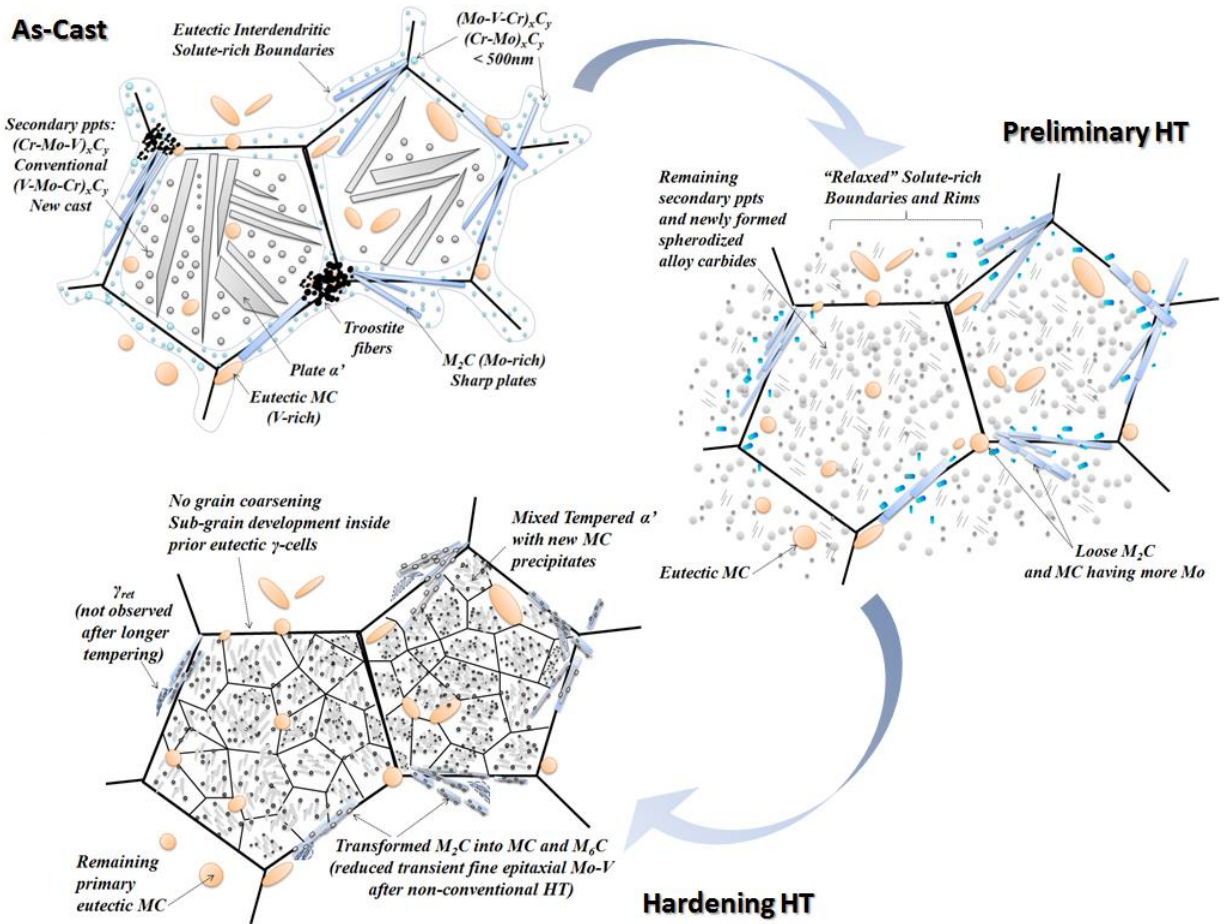 As-Cast
Eutectic Interdendritic
Solute-rich Boundaries
(Mo-V-Cr)ₓCᵧ
(Cr-Mo)ₓCᵧ
< 500nm
Secondary ppts:
(Cr-Mo-V)ₓCᵧ
Conventional
(V-Mo-Cr)ₓCᵧ
New cast
Troostite
fibers
Plate α’
M₂C (Mo-rich)
Sharp plates
Eutectic MC
(V-rich)
Preliminary HT
Remaining
secondary ppts
and newly formed
spherodized
alloy carbides
“Relaxed” Solute-rich
Boundaries and Rims
Eutectic MC
Loose M₂C
and MC having more Mo
No grain coarsening
Sub-grain development inside
prior eutectic γ-cells
Mixed Tempered α’
with new MC
precipitates
γret
(not observed
after longer
tempering)
Remaining
primary
eutectic MC
Transformed M₂C into MC and M₆C
(reduced transient fine epitaxial Mo-V
after non-conventional HT)
Hardening HT